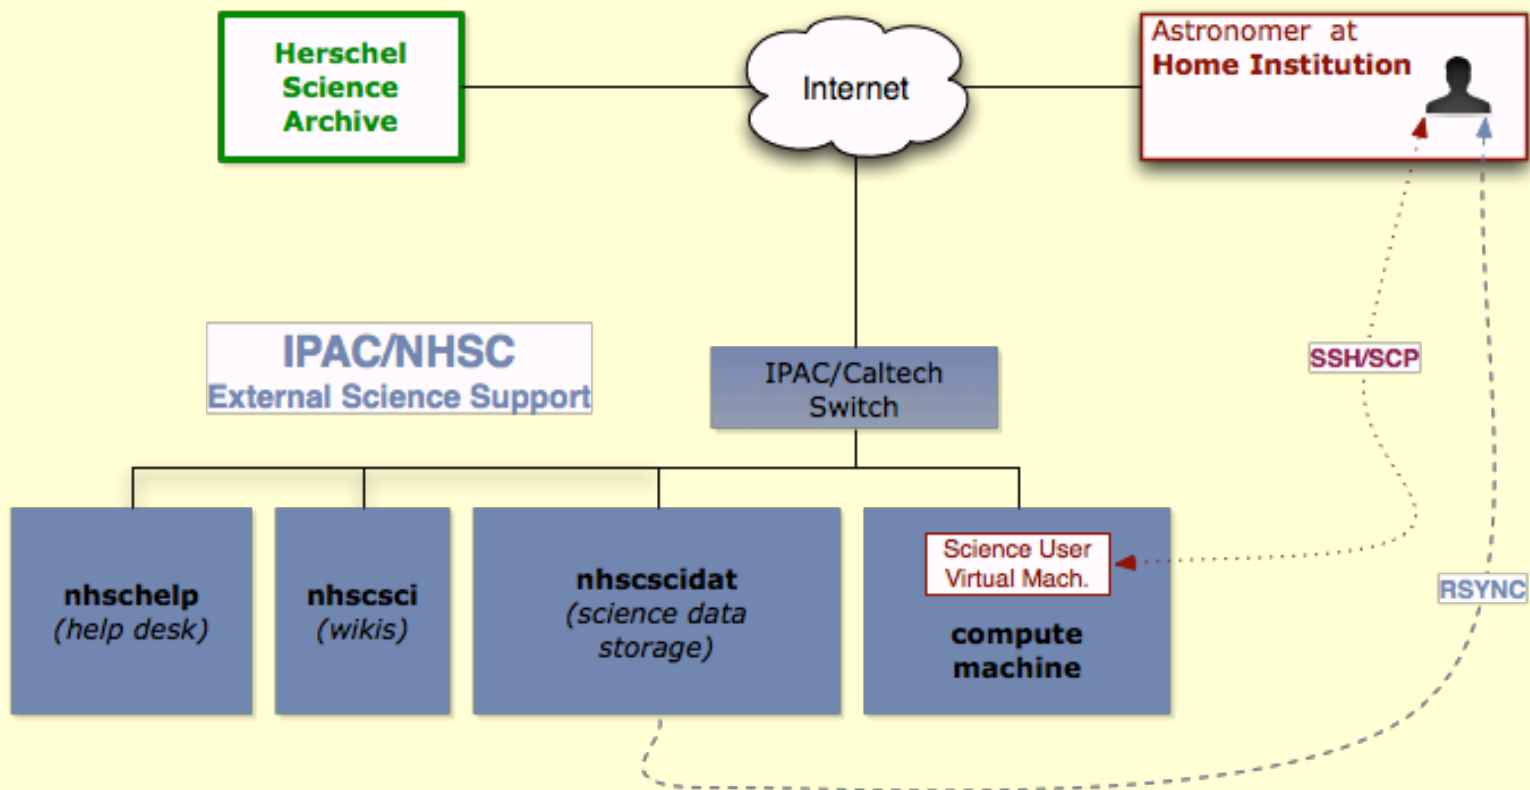 Herschel
Science
Archive
Internet
Astronomer at
Home Institution
IPAC/NHSC
External Science Support
IPAC/Caltech
Switch
SSH/SCP
nhschelp
(help desk)
nhscsci
(wikis)
nhscscidat
(science data
storage)
Science User
Virtual Mach.
compute
machine
RSYNC